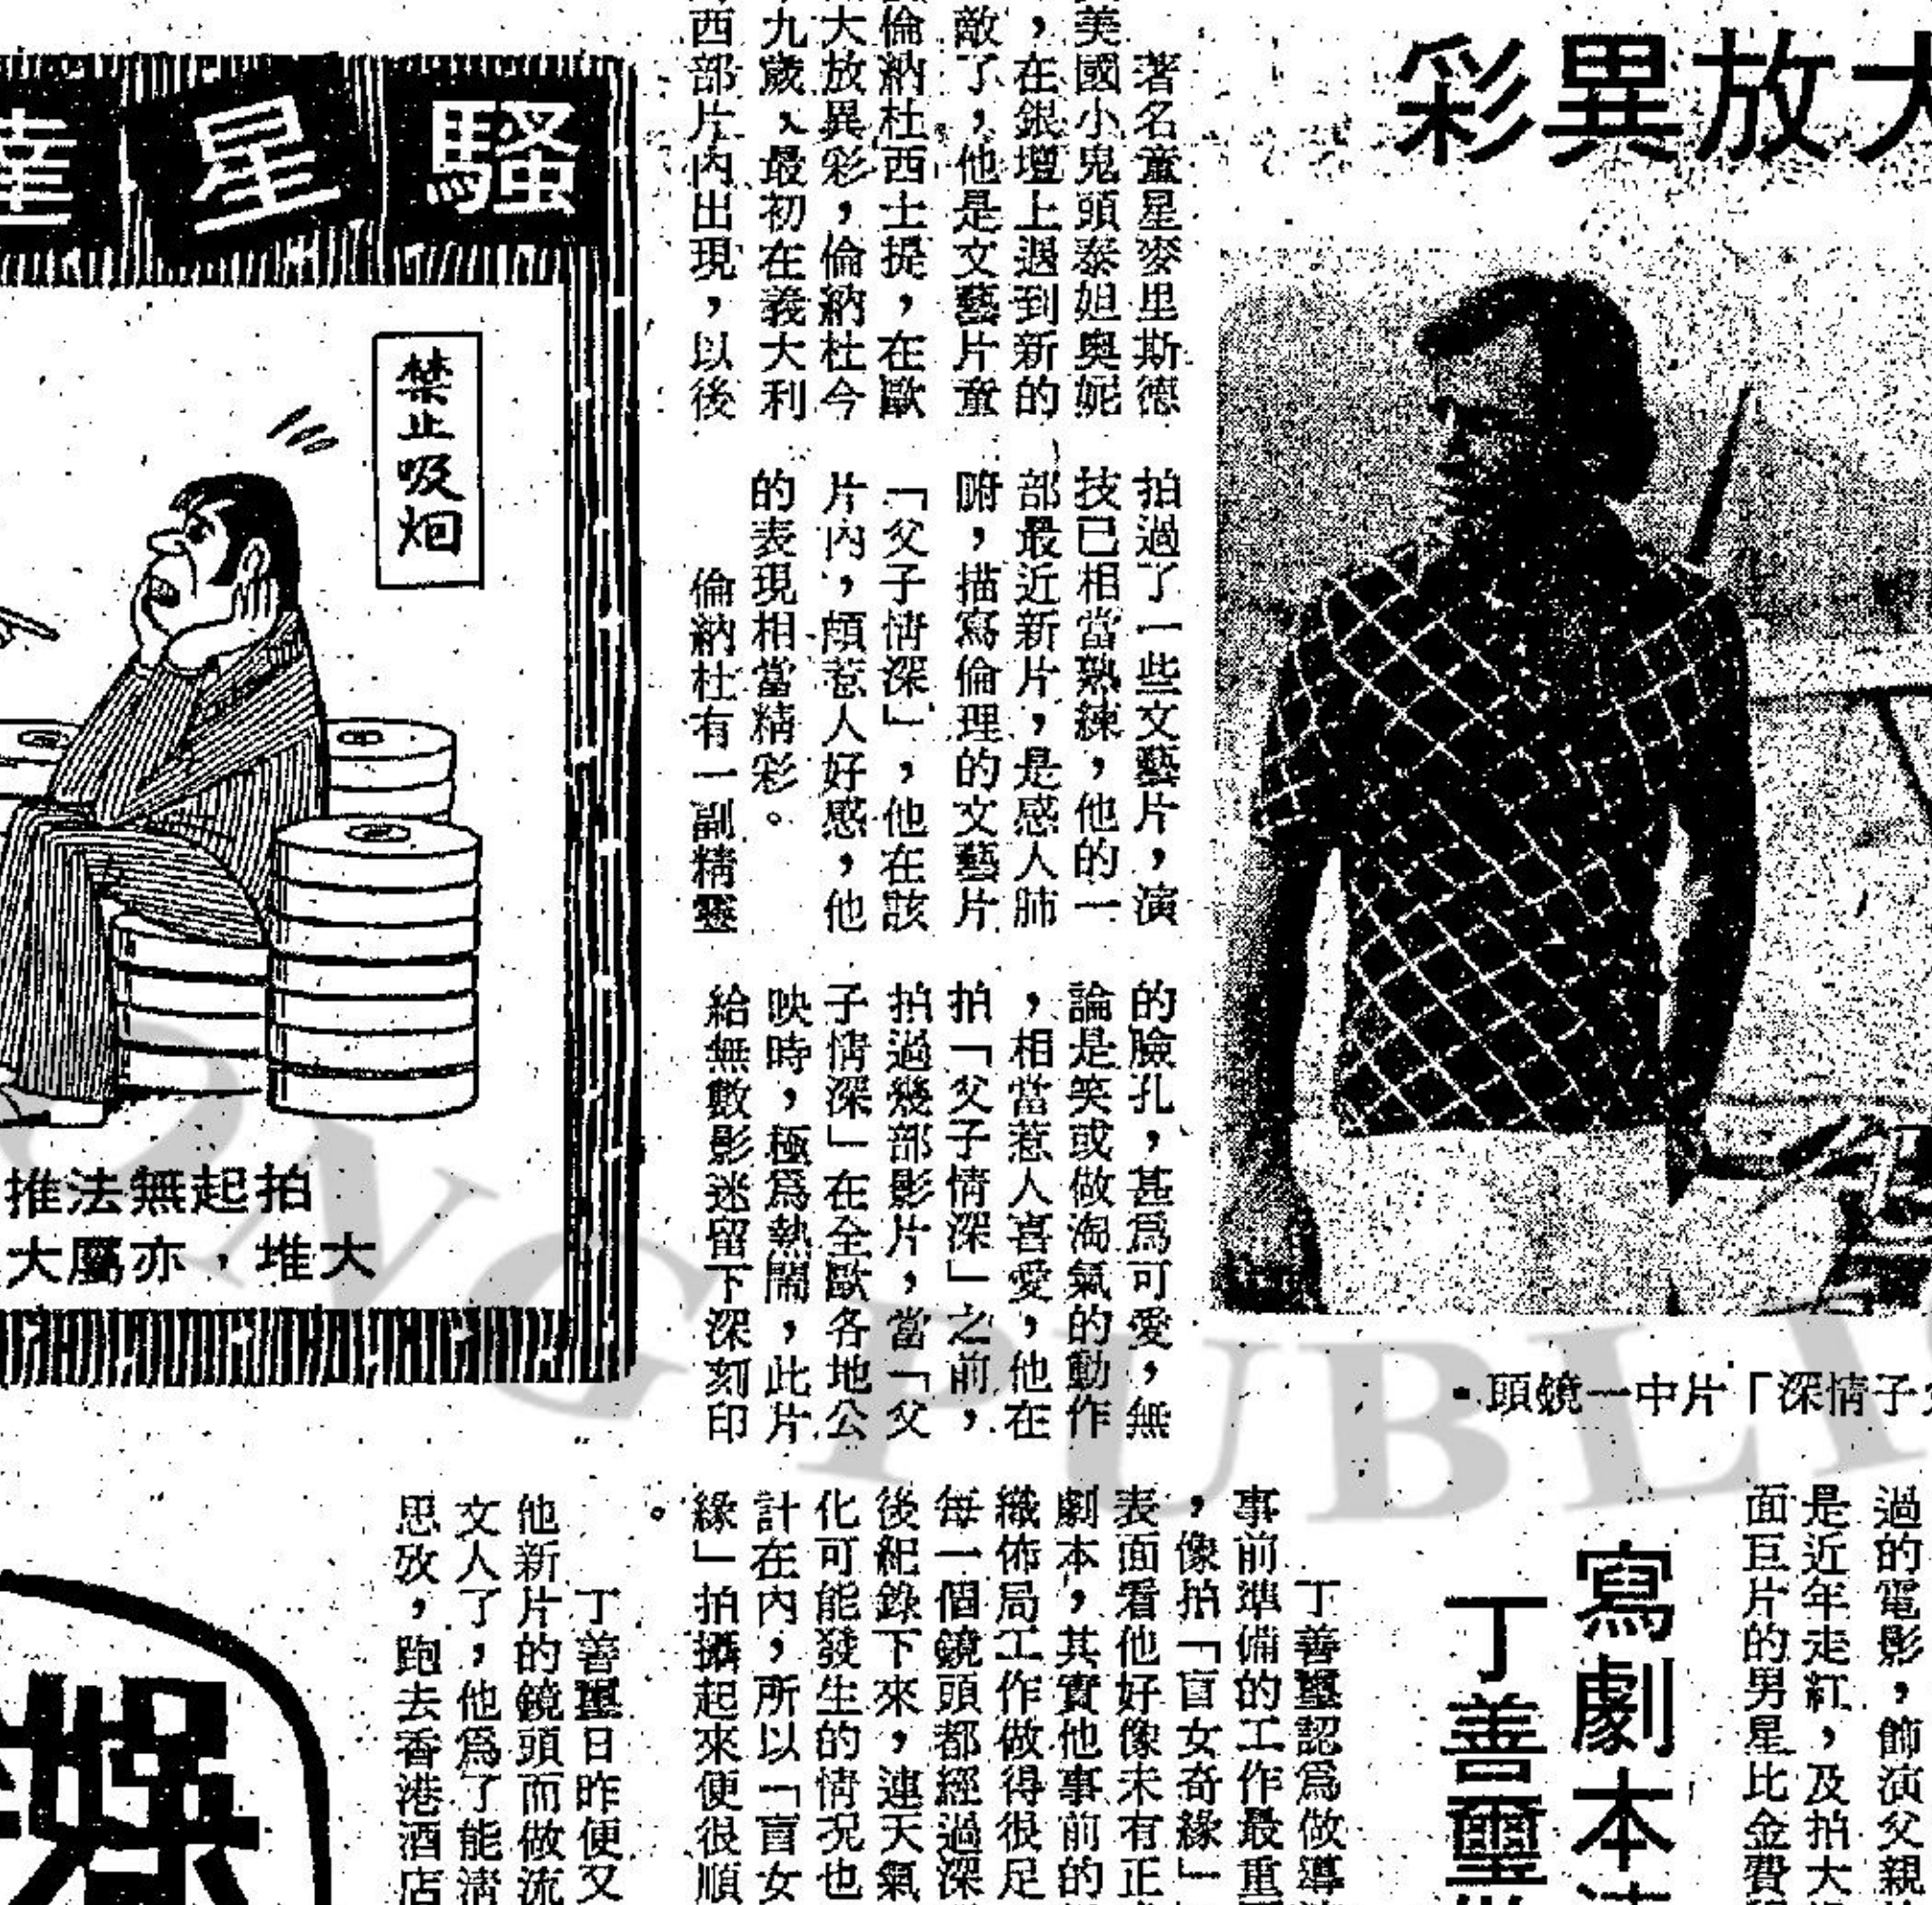 大放異彩
著名童星麥里斯德
美國小鬼頭泰妲奧妮
，在銀壇上遇到新的
敵了，他是文藝片童
倫納杜西士提，在歐
大放異彩，倫納杜今
九歲，最初在義大利
西部片內出現，以後
拍過了一些文藝片，演
技已相當熟練，他的一
部最近新片，是感人肺
腑，描寫倫理的文藝片
「父子情深」，他在該
片內，頗惹人好感，他
的表現相當精彩。
倫納杜有一副精靈
的臉孔，甚爲可愛，無
論是笑或做淘氣的動作
，相當惹人喜愛，他在
拍「父子情深」之前，
拍過幾部影片，當「父
子情深」在全歐各地公
映時，極爲熱鬧，此片
給無數影迷留下深刻印
子情深「片中一鏡頭▪
騷星
禁止吸烟
拍起無法推
大堆，亦屬大
過的電影，飾演父親
是近年走紅，及拍大
面巨片的男星比金費
寫劇本
丁善璽
丁善璽認爲做導
事前準備的工作最重
，像拍「盲女奇緣」
表面看他好像未有正
劇本，其實他事前的
織佈局工作做得很足
每一個鏡頭都經過深
後紀錄下來，連天氣
化可能發生的情況也
計在內，所以「盲女
緣」拍攝起來便很順
。
丁善璽日昨便又
他新片的鏡頭而做流
文人了，他爲了能清
思攷，跑去香港酒店
娛
NG PUBLI